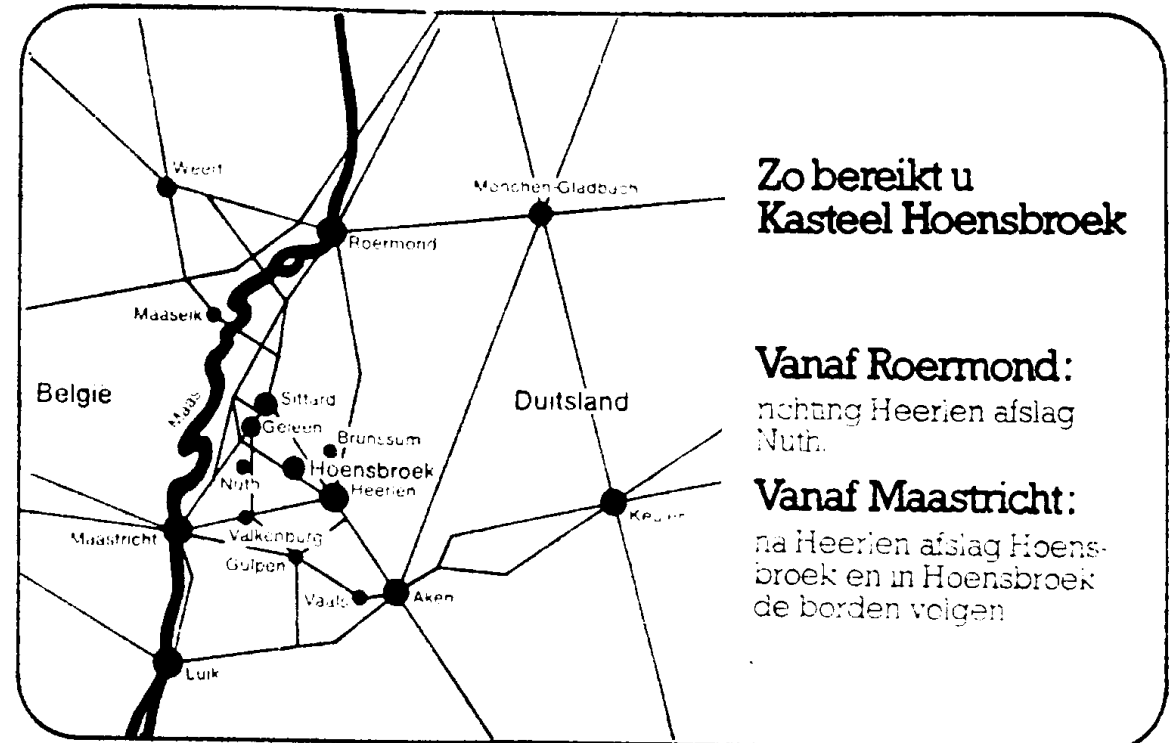 Zo bereikt u
Kasteel Hoensbroek
Vanaf Roermond:
richting Heerlen afslag
Nuth.
Vanaf Maastricht:
na Heerlen afslag Hoens-
broek en in Hoensbroek
de borden volgen
Weert
München-Gladbach
Roermond
Maaseik
België
Maas
Sittard
Duitsland
Geleen
Brunssum
Hoensbroek
Nuth
Heerlen
Keulen
Maastricht
Valkenburg
Gulpen
Vaals
Aken
Luik